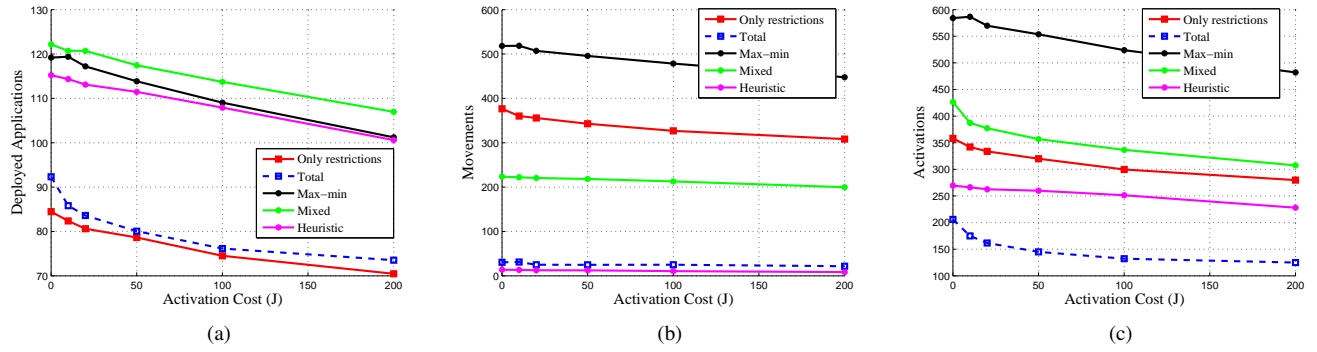 130
120
110
100
90
80
70
0
50
100
150
200
Deployed Applications
Activation Cost (J)
Only restrictions
Total
Max−min
Mixed
Heuristic
(a)
600
500
400
300
200
100
0
0
50
100
150
200
Movements
Activation Cost (J)
Only restrictions
Total
Max−min
Mixed
Heuristic
(b)
600
550
500
450
400
350
300
250
200
150
100
0
50
100
150
200
Activations
Activation Cost (J)
Only restrictions
Total
Max−min
Mixed
Heuristic
(c)